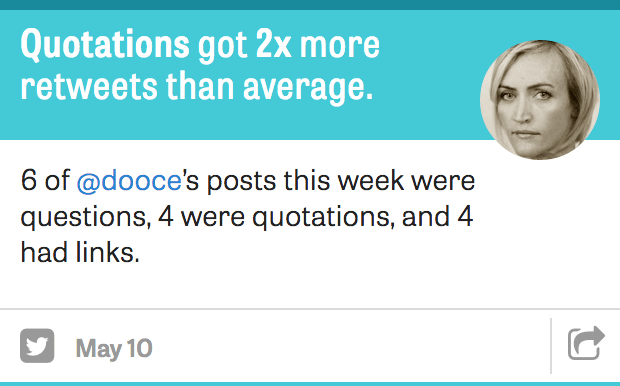 Quotations got 2x more
retweets than average.
6 of @dooce's posts this week were
questions, 4 were quotations, and 4
had links.
May 10